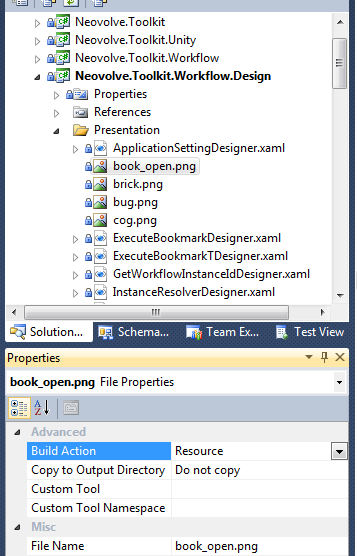 Neovolve.Toolkit
Neovolve.Toolkit.Unity
Neovolve.Toolkit.Workflow
Neovolve.Toolkit.Workflow.Design
Properties
References
Presentation
ApplicationSettingDesigner.xaml
book_open.png
brick.png
bug.png
cog.png
ExecuteBookmarkDesigner.xaml
ExecuteBookmarkTDesigner.xaml
GetWorkflowInstanceIdDesigner.xaml
InstanceResolverDesigner.xaml
Solution... Schema... Team Ex... Test View
Properties
book_open.png File Properties
Advanced
Build Action Resource
Copy to Output Directory Do not copy
Custom Tool
Custom Tool Namespace
Misc
File Name book_open.png